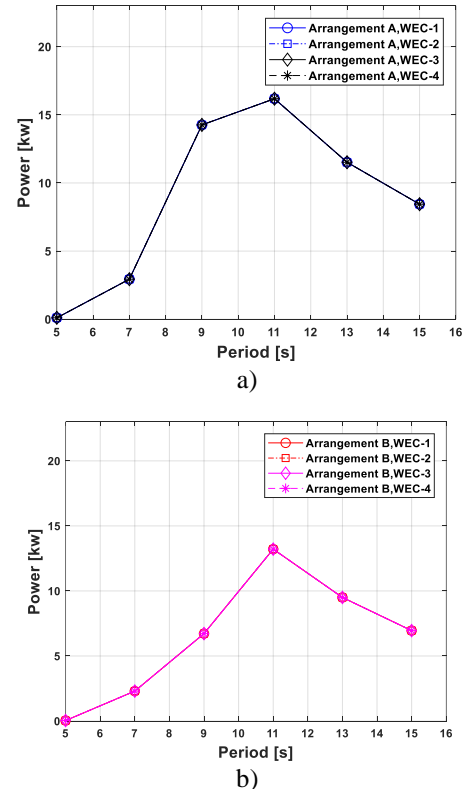 Arrangement A,WEC-1
Arrangement A,WEC-2
Arrangement A,WEC-3
Arrangement A,WEC-4
20
15
10
5
0
Power [kw]
5 6 7 8 9 10 11 12 13 14 15 16
Period [s]
a)
Arrangement B,WEC-1
Arrangement B,WEC-2
Arrangement B,WEC-3
Arrangement B,WEC-4
20
15
10
5
0
Power [kw]
5 6 7 8 9 10 11 12 13 14 15 16
Period [s]
b)